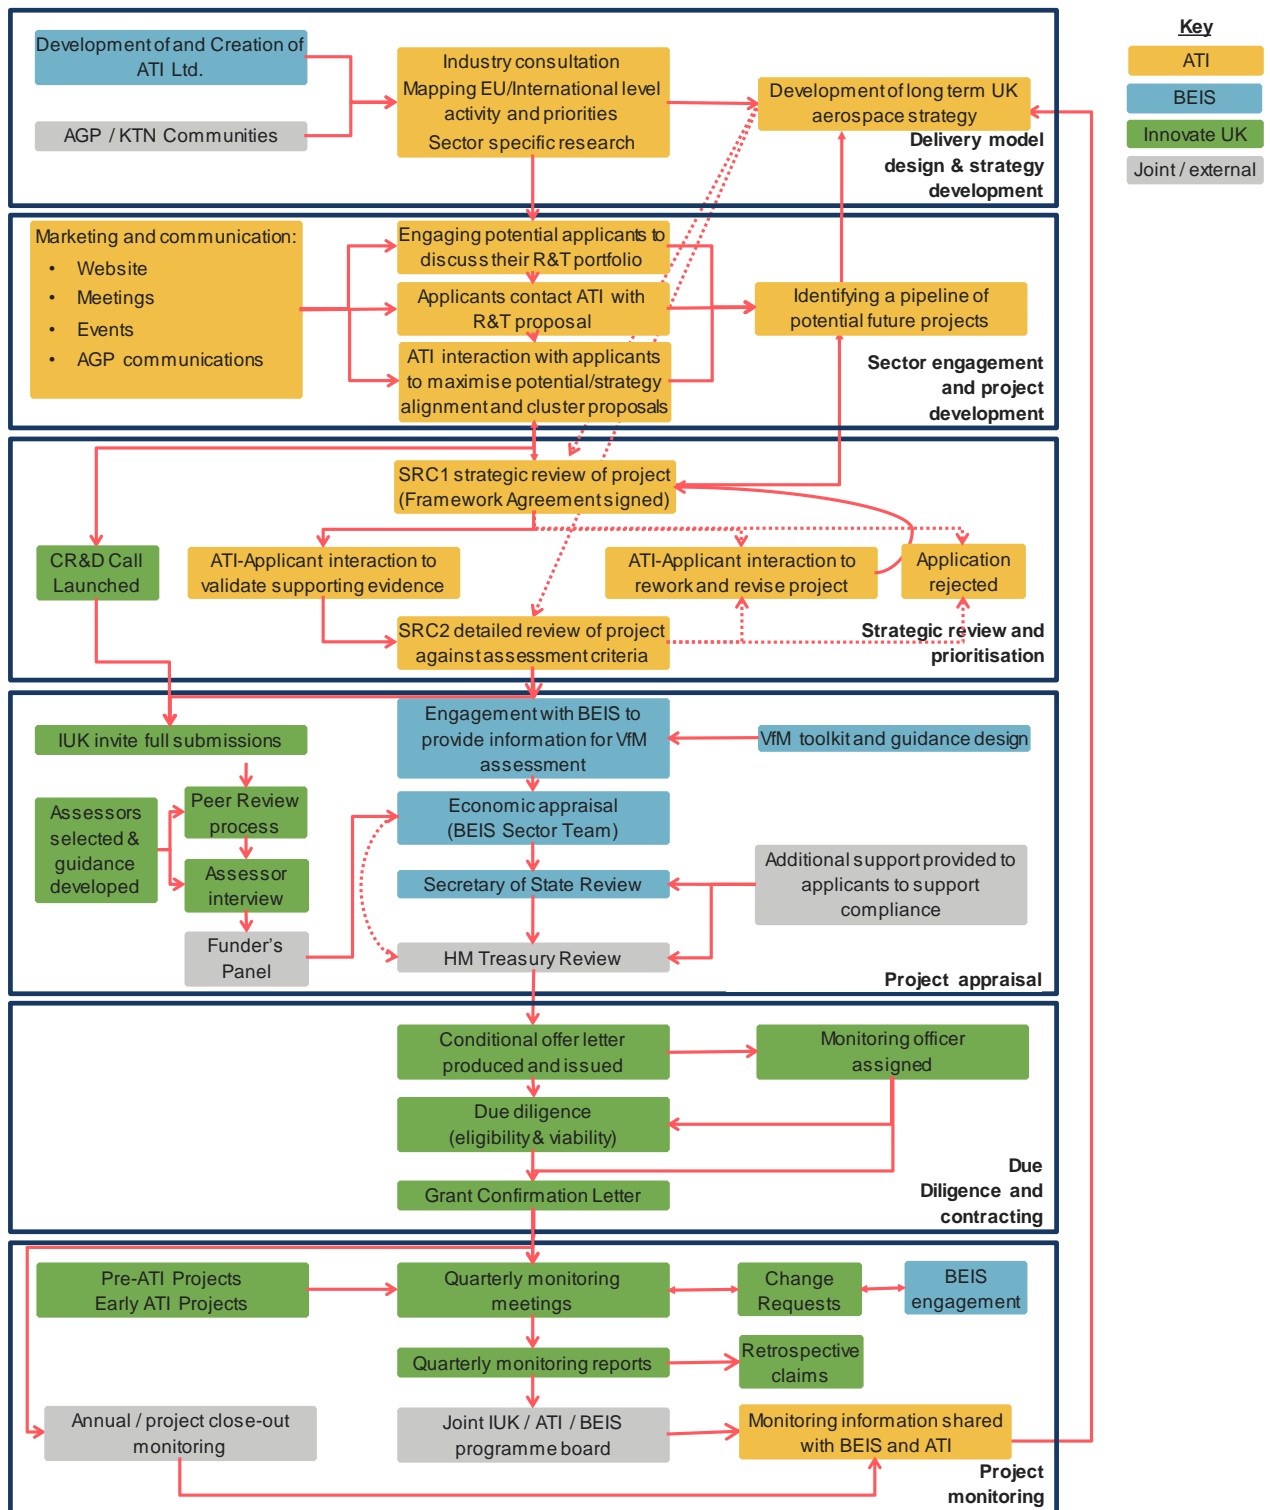 Key
ATI
BEIS
Innovate UK
Joint / external
Development of and Creation of
ATI Ltd.
AGP / KTN Communities
Industry consultation
Mapping EU/International level
activity and priorities
Sector specific research
Development of long term UK
aerospace strategy
Delivery model
design & strategy
development
Marketing and communication:
• Website
• Meetings
• Events
• AGP communications
Engaging potential applicants to
discuss their R&T portfolio
Applicants contact ATI with
R&T proposal
ATI interaction with applicants
to maximise potential/strategy
alignment and cluster proposals
Identifying a pipeline of
potential future projects
Sector engagement
and project
development
SRC1 strategic review of project
(Framework Agreement signed)
CR&D Call
Launched
ATI-Applicant interaction to
validate supporting evidence
ATI-Applicant interaction to
rework and revise project
Application
rejected
SRC2 detailed review of project
against assessment criteria
Strategic review and
prioritisation
IUK invite full submissions
Engagement with BEIS to
provide information for VfM
assessment
VfM toolkit and guidance design
Assessors
selected &
guidance
developed
Peer Review
process
Assessor
interview
Funder's
Panel
Economic appraisal
(BEIS Sector Team)
Secretary of State Review
HM Treasury Review
Additional support provided to
applicants to support
compliance
Project appraisal
Conditional offer letter
produced and issued
Monitoring officer
assigned
Due diligence
(eligibility & viability)
Grant Confirmation Letter
Due
Diligence and
contracting
Pre-ATI Projects
Early ATI Projects
Quarterly monitoring
meetings
Change
Requests
BEIS
engagement
Quarterly monitoring reports
Retrospective
claims
Annual / project close-out
monitoring
Joint IUK / ATI / BEIS
programme board
Monitoring information shared
with BEIS and ATI
Project
monitoring